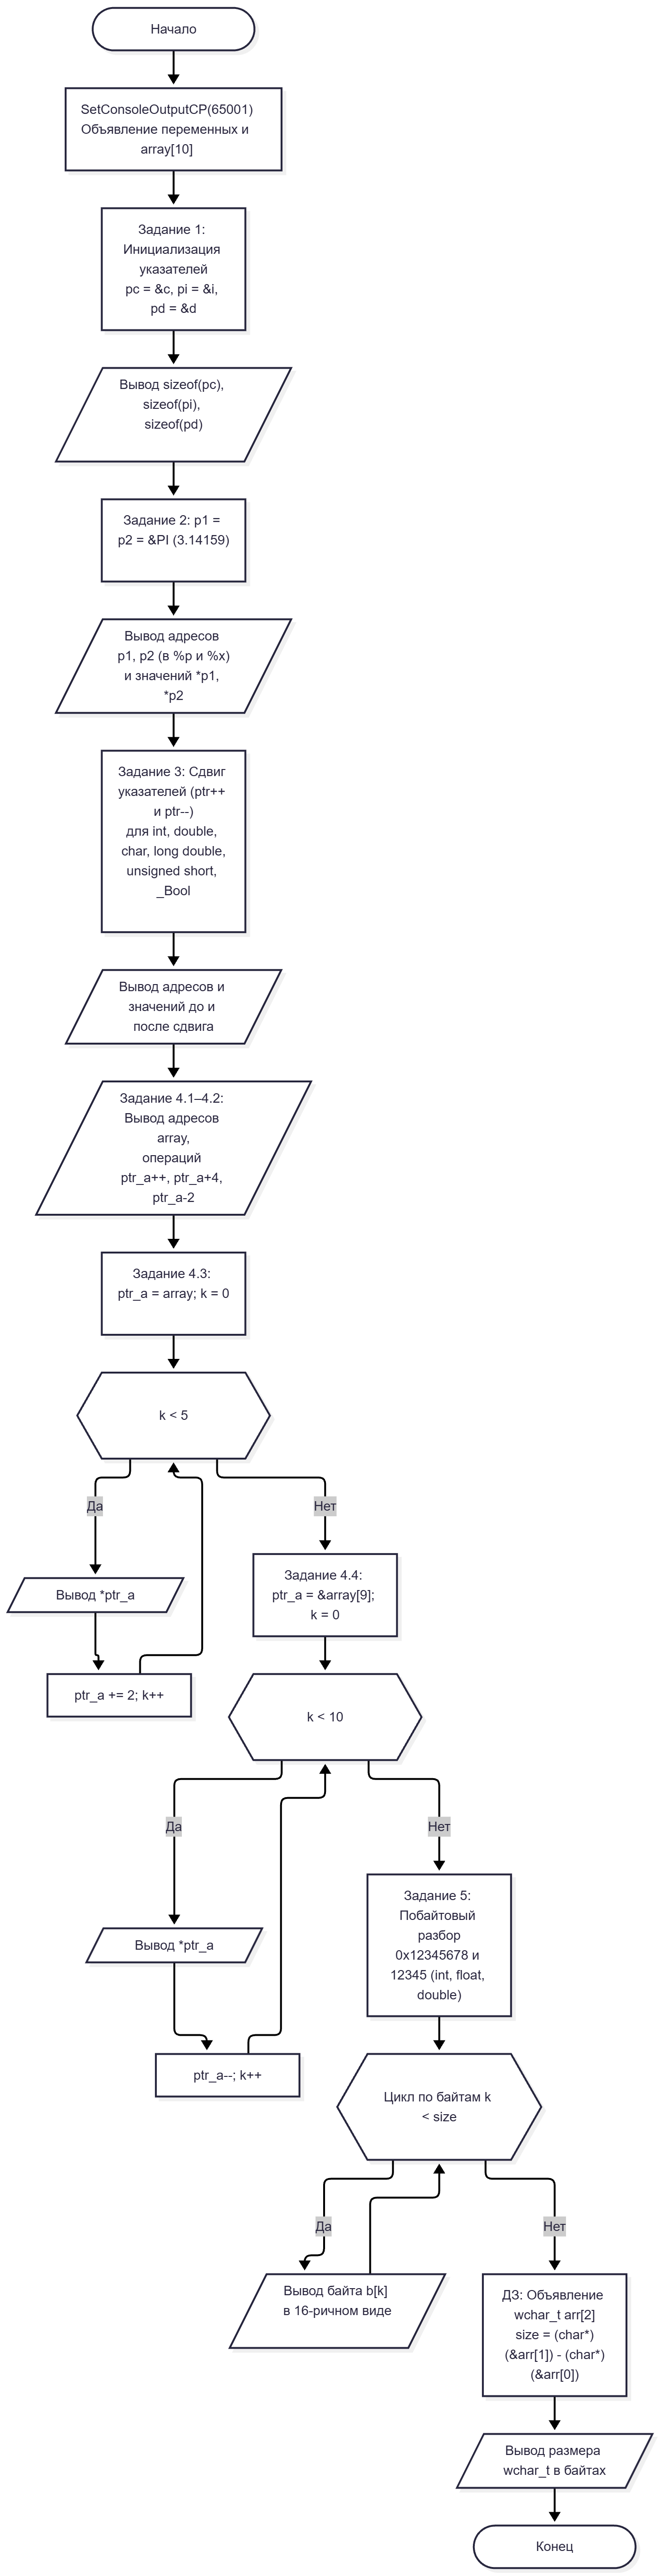 Начало
SetConsoleOutputCP(65001)
Объявление переменных и
array[10]
Задание 1:
Инициализация
указателей
pc = &c, pi = &i,
pd = &d
Вывод sizeof(pc),
sizeof(pi),
sizeof(pd)
Задание 2: p1 =
p2 = &PI (3.14159)
Вывод адресов
p1, p2 (в %p и %x)
и значений *p1,
*p2
Задание 3: Сдвиг
указателей (ptr++
и ptr--)
для int, double,
char, long double,
unsigned short,
_Bool
Вывод адресов и
значений до и
после сдвига
Задание 4.1–4.2:
Вывод адресов
array,
операций
ptr_a++, ptr_a+4,
ptr_a-2
Задание 4.3:
ptr_a = array; k = 0
k < 5
Да
Нет
Вывод *ptr_a
ptr_a += 2; k++
Задание 4.4:
ptr_a = &array[9];
k = 0
k < 10
Да
Нет
Вывод *ptr_a
ptr_a--; k++
Задание 5:
Побайтовый
разбор
0x12345678 и
12345 (int, float,
double)
Цикл по байтам k
< size
Да
Нет
Вывод байта b[k]
в 16-ричном виде
ДЗ: Объявление
wchar_t arr[2]
size = (char*)
(&arr[1]) - (char*)
(&arr[0])
Вывод размера
wchar_t в байтах
Конец